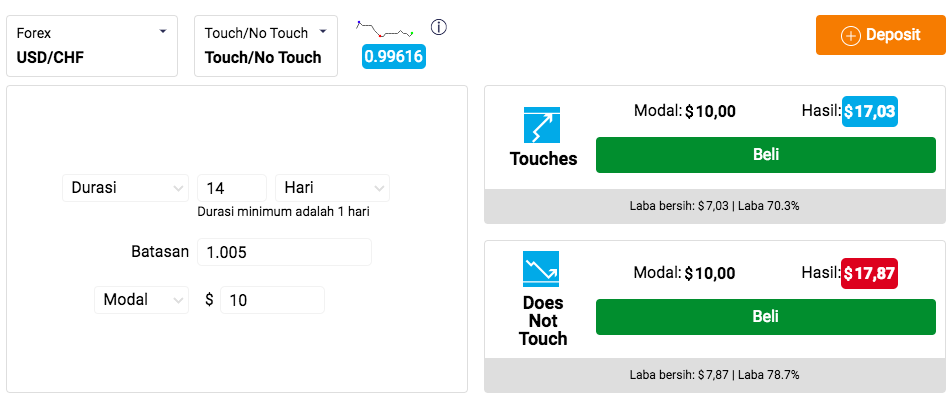 Forex
USD/CHF
Touch/No Touch
Touch/No Touch
0.99616
Deposit
Durasi 14 Hari
Durasi minimum adalah 1 hari
Batasan 1.005
Modal $ 10
Touches
Modal: $10,00 Hasil: $17,03
Beli
Laba bersih: $7,03 | Laba 70.3%
Does
Not
Touch
Modal: $10,00 Hasil: $17,87
Beli
Laba bersih: $7,87 | Laba 78.7%